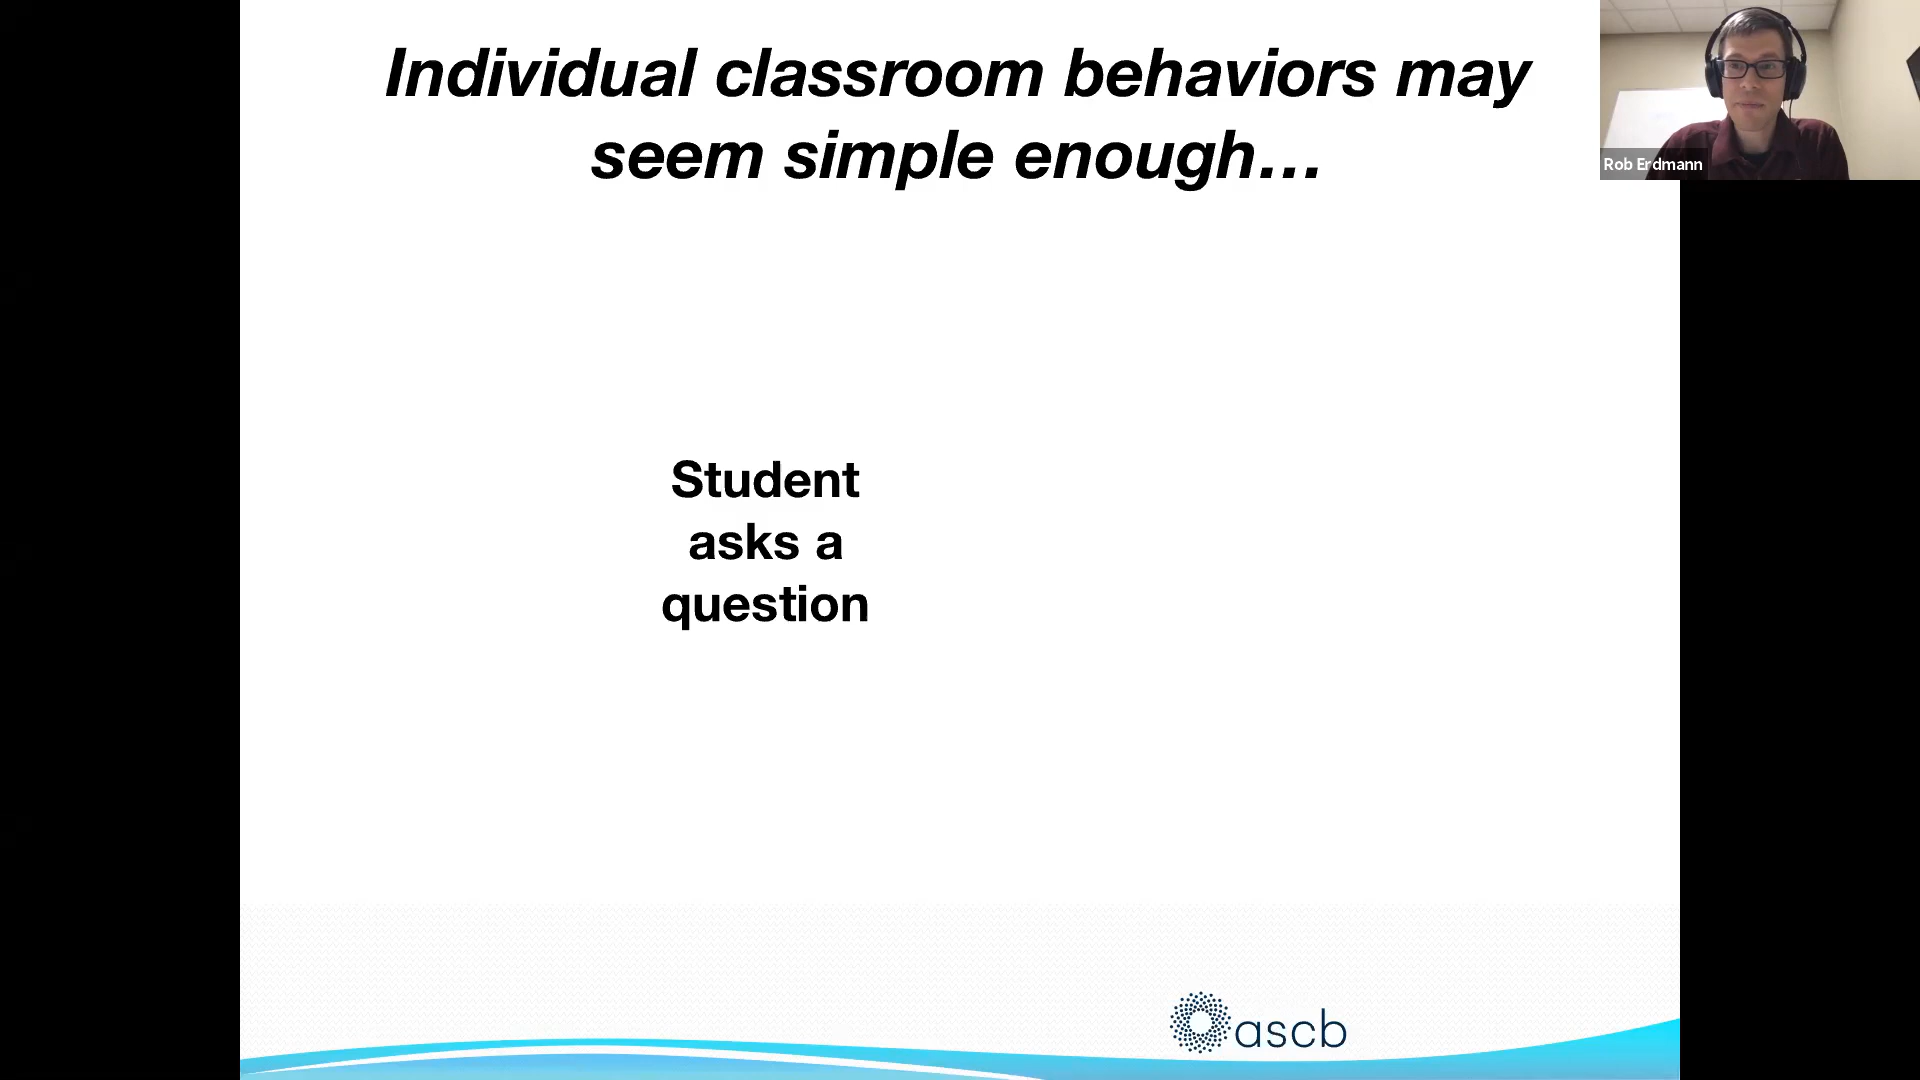 Individual classroom behaviors may
seem simple enough…
Rob Erdmann
Student
asks a
question
ascb